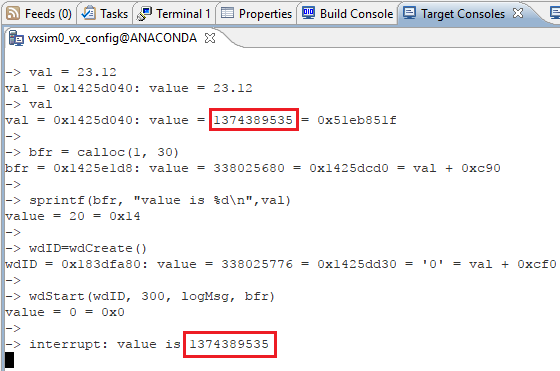 Feeds (0) Tasks Terminal 1 Properties Build Console Target Consoles
vxsim0_vx_config@ANACONDA
-> val = 23.12
val = 0x1425d040: value = 23.12
-> val
val = 0x1425d040: value = 1374389535 = 0x51eb851f
->
-> bfr = calloc(1, 30)
bfr = 0x1425e1d8: value = 338025680 = 0x1425dcd0 = val + 0xc90
->
-> sprintf(bfr, "value is %d\n",val)
value = 20 = 0x14
->
-> wdID=wdCreate()
wdID = 0x183dfa80: value = 338025776 = 0x1425dd30 = '0' = val + 0xcf0
->
-> wdStart(wdID, 300, logMsg, bfr)
value = 0 = 0x0
->
-> interrupt: value is 1374389535